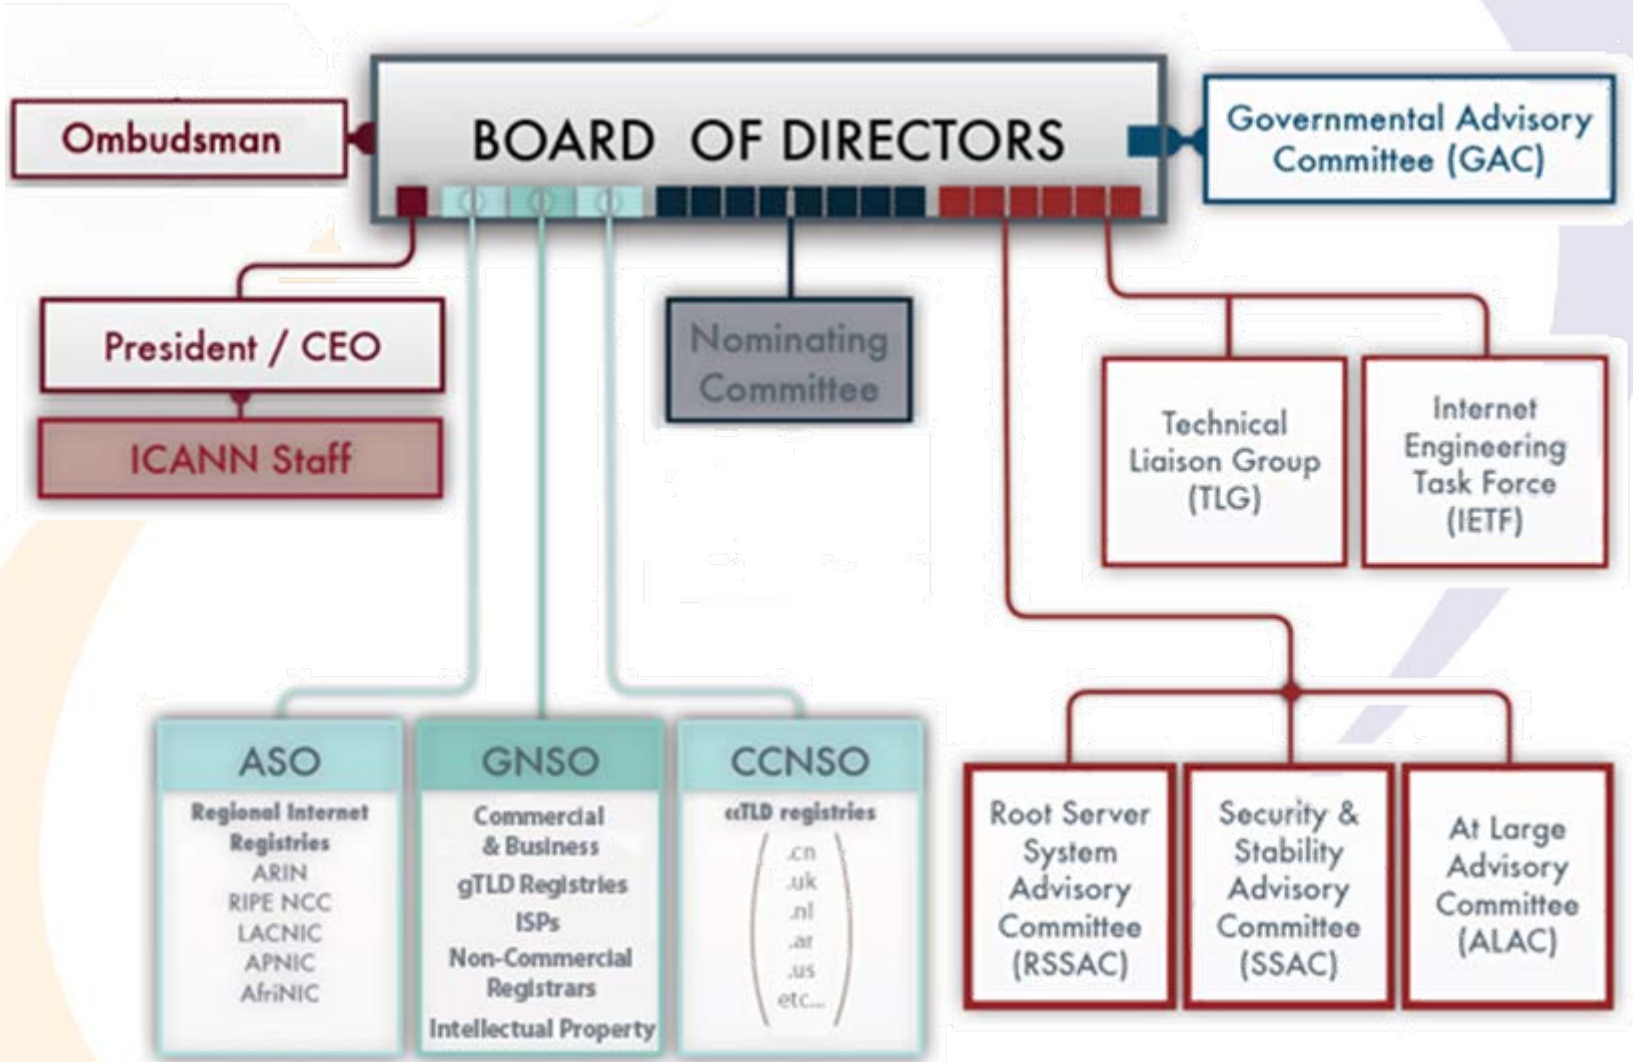 BOARD OF DIRECTORS
Ombudsman
Governmental Advisory
Committee (GAC)
President / CEO
ICANN Staff
Nominating
Committee
Technical
Liaison Group
(TLG)
Internet
Engineering
Task Force
(IETF)
ASO
Regional Internet
Registries
ARIN
RIPE NCC
LACNIC
APNIC
AfriNIC
GNSO
Commercial
& Business
gTLD Registries
ISPs
Non-Commercial
Registrars
Intellectual Property
CCNSO
ccTLD registries
.cn
.uk
.nl
.ar
.us
etc...
Root Server
System
Advisory
Committee
(RSSAC)
Security &
Stability
Advisory
Committee
(SSAC)
At Large
Advisory
Committee
(ALAC)